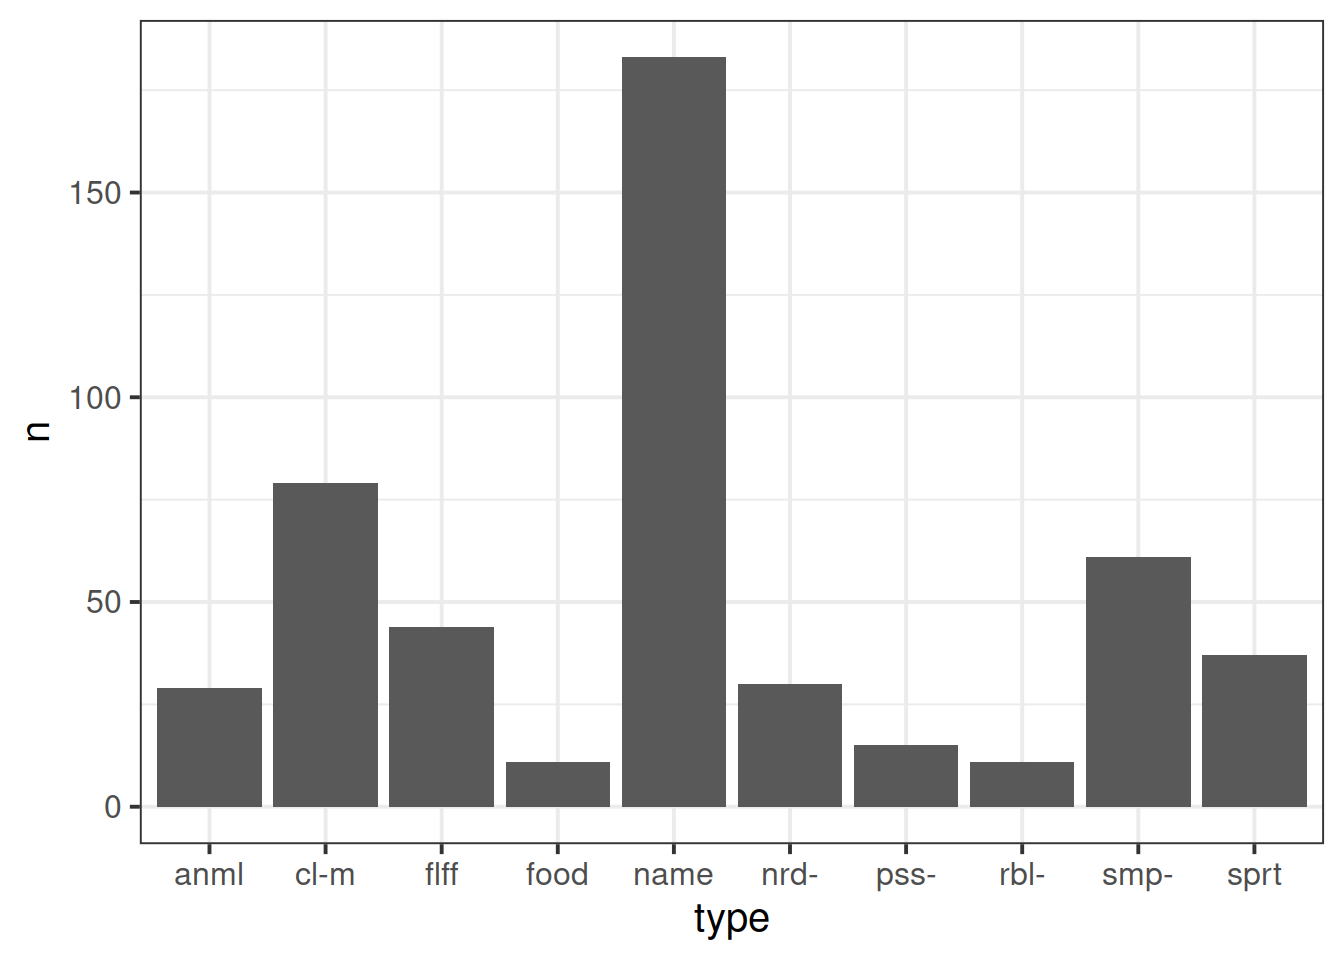 n
150
100
50
0
anml cl-m flff food name nrd- pss- rbl- smp- sprt
type